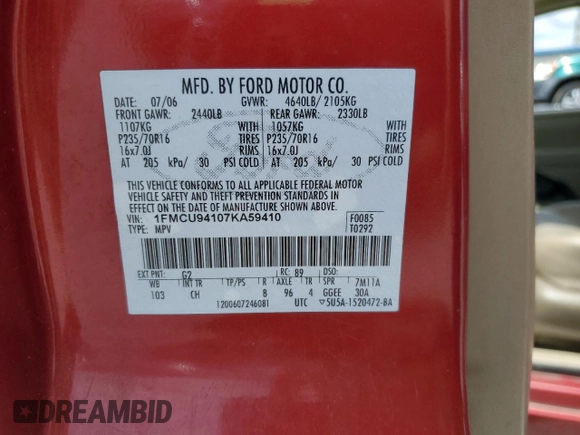 MFD. BY FORD MOTOR CO.
DATE: 07/06 GVWR: 4640LB/ 2105KG
FRONT GAWR: 2440LB REAR GAWR: 2330LB
1107KG WITH 1057KG WITH
P235/70R16 TIRES P235/70R16 TIRES
16x7.0J RIMS 16x7.0J RIMS
AT 205 kPa/ 30 PSI COLD AT 205 kPa/ 30 PSI COLD
THIS VEHICLE CONFORMS TO ALL APPLICABLE FEDERAL MOTOR
VEHICLE SAFETY AND THEFT PREVENTION STANDARDS IN
EFFECT ON THE DATE OF MANUFACTURE SHOWN ABOVE.
VIN: 1FMCU94107KA59410 F0085
TYPE: MPV T0292
EXT PNT: G2 RC: 89 DSO:
WB INT TR TP/PS R AXLE TR 7M11A
103 CH 8 96 4 GGEE 30A
1200607246081 UTC ▽5U5A-1520472-BA
DREAMBID